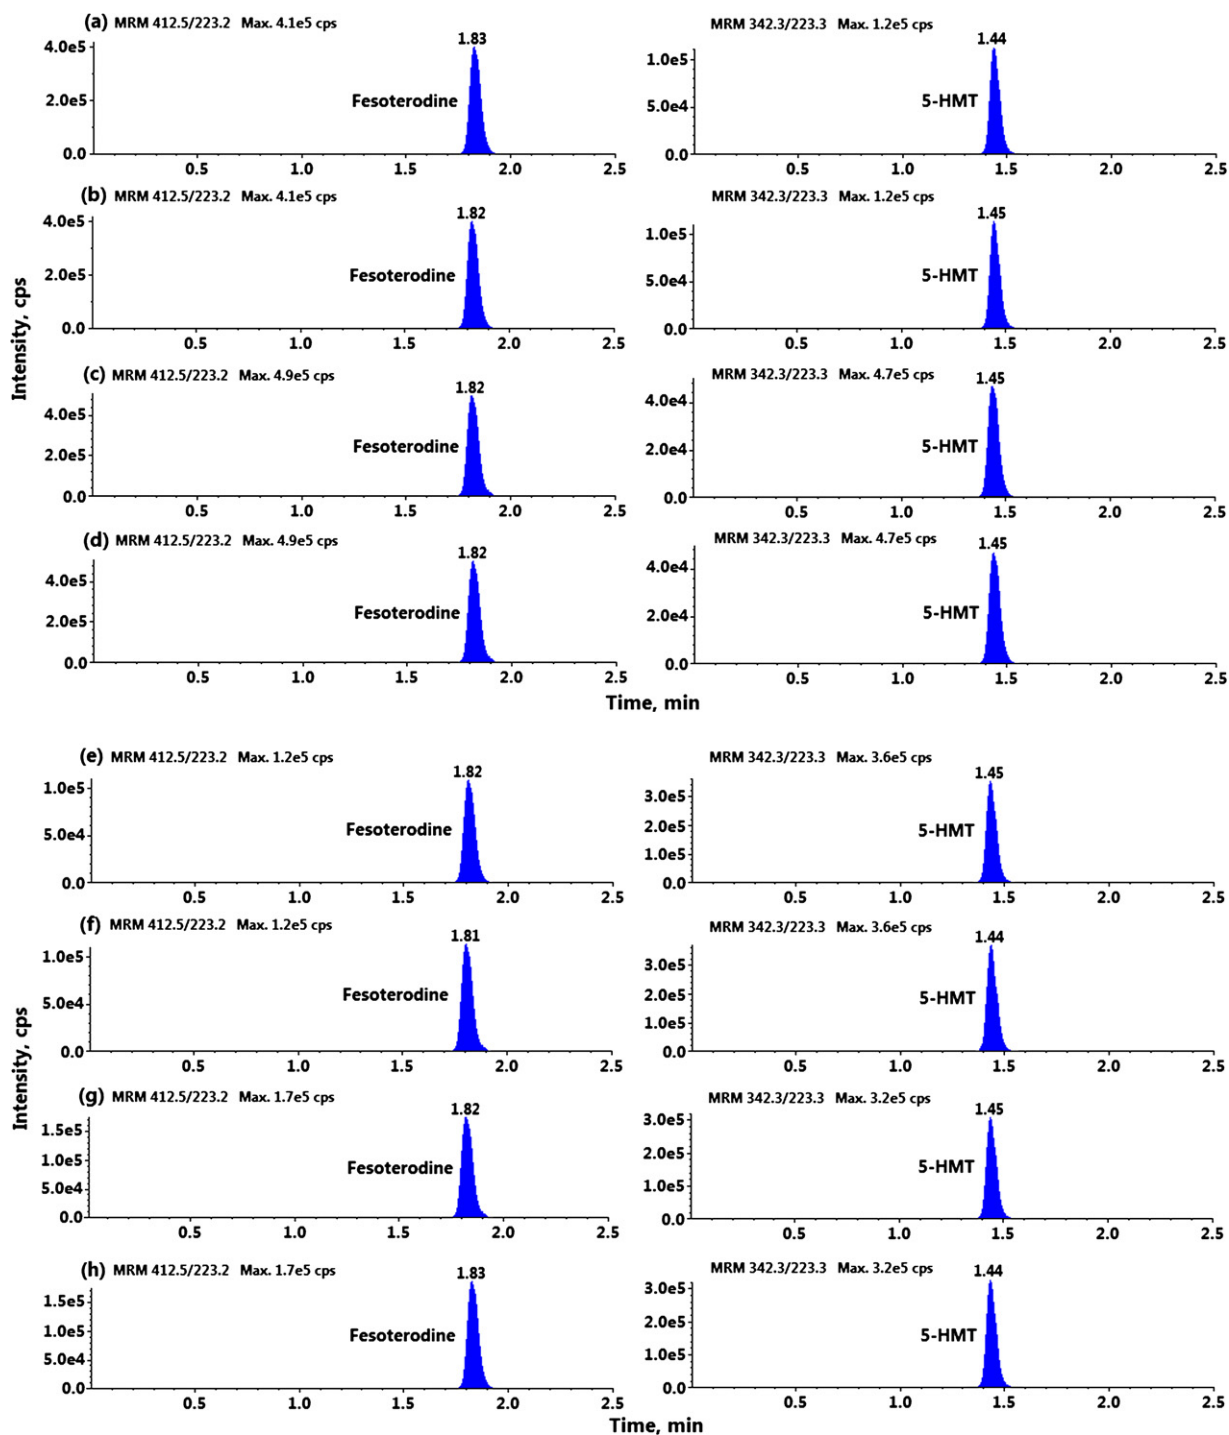 (a) MRM 412.5/223.2 Max. 4.1e5 cps
1.83
4.0e5
Fesoterodine
2.0e5
0.0
0.5 1.0 1.5 2.0 2.5
MRM 342.3/223.3 Max. 1.2e5 cps
1.44
1.0e5
5-HMT
5.0e4
0.0
0.5 1.0 1.5 2.0 2.5
(b) MRM 412.5/223.2 Max. 4.1e5 cps
1.82
4.0e5
Fesoterodine
2.0e5
0.0
0.5 1.0 1.5 2.0 2.5
MRM 342.3/223.3 Max. 1.2e5 cps
1.45
1.0e5
5-HMT
5.0e4
0.0
0.5 1.0 1.5 2.0 2.5
Intensity, cps
(c) MRM 412.5/223.2 Max. 4.9e5 cps
1.82
4.0e5
Fesoterodine
2.0e5
0.0
0.5 1.0 1.5 2.0 2.5
MRM 342.3/223.3 Max. 4.7e5 cps
1.45
4.0e4
5-HMT
2.0e4
0.0
0.5 1.0 1.5 2.0 2.5
(d) MRM 412.5/223.2 Max. 4.9e5 cps
1.82
4.0e5
Fesoterodine
2.0e5
0.0
0.5 1.0 1.5 2.0 2.5
MRM 342.3/223.3 Max. 4.7e5 cps
1.45
4.0e4
5-HMT
2.0e4
0.0
0.5 1.0 1.5 2.0 2.5
Time, min
(e) MRM 412.5/223.2 Max. 1.2e5 cps
1.82
1.0e5
Fesoterodine
5.0e4
0.0
0.5 1.0 1.5 2.0 2.5
MRM 342.3/223.3 Max. 3.6e5 cps
1.45
3.0e5
2.0e5
5-HMT
1.0e5
0.0
0.5 1.0 1.5 2.0 2.5
(f) MRM 412.5/223.2 Max. 1.2e5 cps
1.81
1.0e5
Fesoterodine
5.0e4
0.0
0.5 1.0 1.5 2.0 2.5
MRM 342.3/223.3 Max. 3.6e5 cps
1.44
3.0e5
2.0e5
5-HMT
1.0e5
0.0
0.5 1.0 1.5 2.0 2.5
Intensity, cps
(g) MRM 412.5/223.2 Max. 1.7e5 cps
1.82
1.5e5
1.0e5
Fesoterodine
5.0e4
0.0
0.5 1.0 1.5 2.0 2.5
MRM 342.3/223.3 Max. 3.2e5 cps
1.45
3.0e5
2.0e5
5-HMT
1.0e5
0.0
0.5 1.0 1.5 2.0 2.5
(h) MRM 412.5/223.2 Max. 1.7e5 cps
1.83
1.5e5
1.0e5
Fesoterodine
5.0e4
0.0
0.5 1.0 1.5 2.0 2.5
MRM 342.3/223.3 Max. 3.2e5 cps
1.44
3.0e5
2.0e5
5-HMT
1.0e5
0.0
0.5 1.0 1.5 2.0 2.5
Time, min